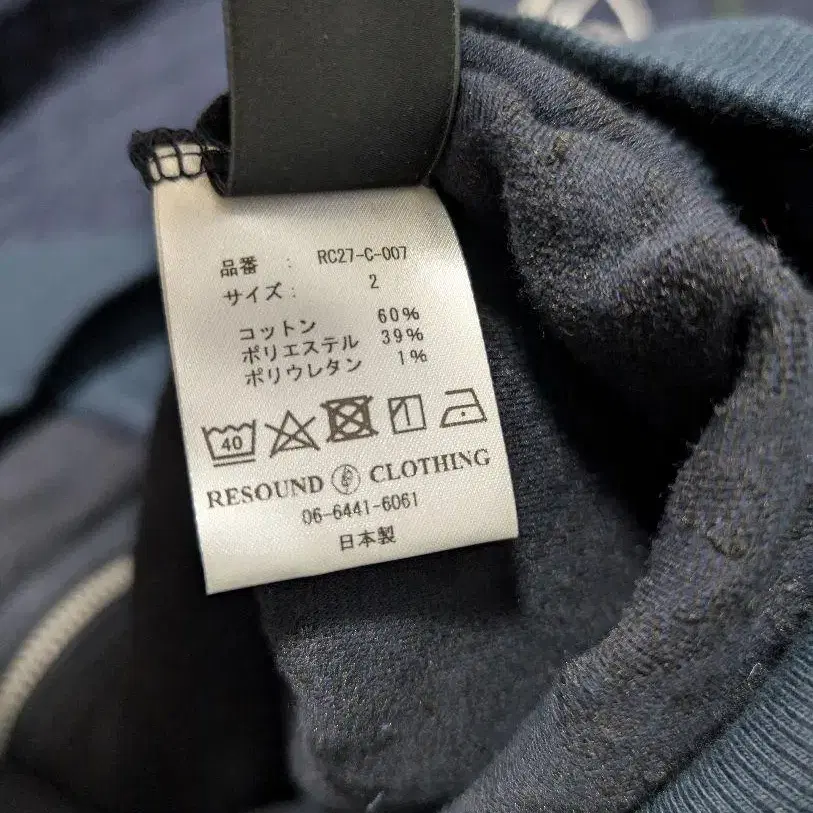 品番 : RC27-C-007
サイズ: 2
コットン 60%
ポリエステル 39%
ポリウレタン 1%
40
RESOUND CLOTHING
06-6441-6061
日本製